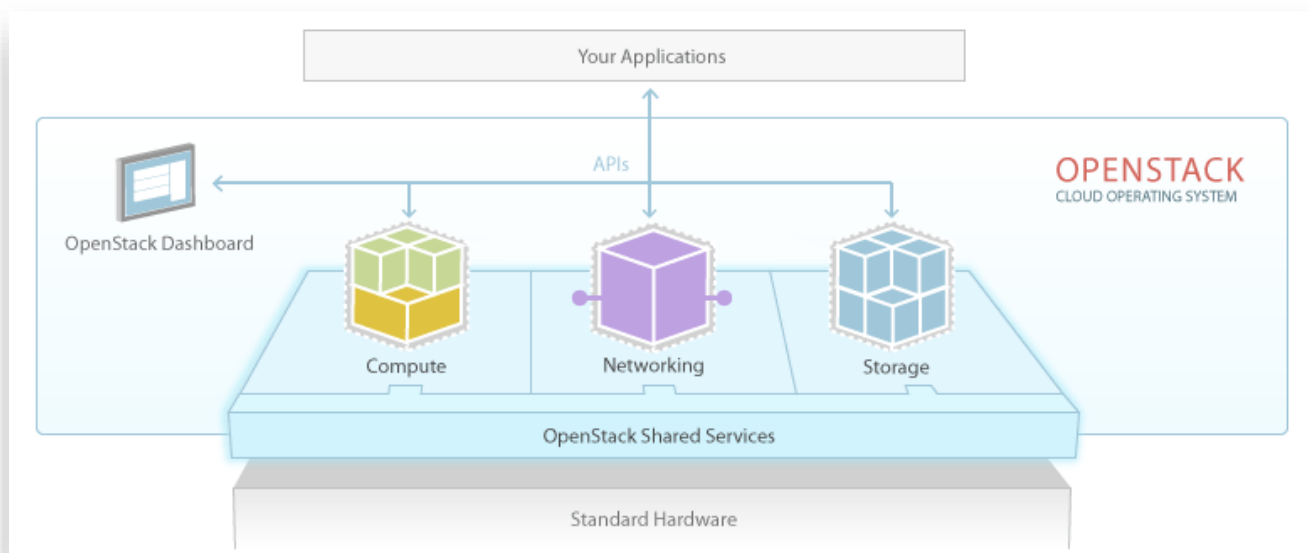 Your Applications
APIs
OPENSTACK
CLOUD OPERATING SYSTEM
OpenStack Dashboard
Compute
Networking
Storage
OpenStack Shared Services
Standard Hardware